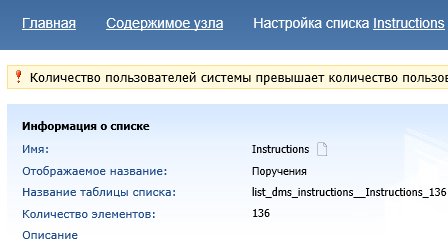 Главная Содержимое узла Настройка списка Instructions
Количество пользователей системы превышает количество
Информация о списке
Имя: Instructions
Отображаемое название: Поручения
Название таблицы списка: list_dms_instructions__Instructions_136
Количество элементов: 136
Описание